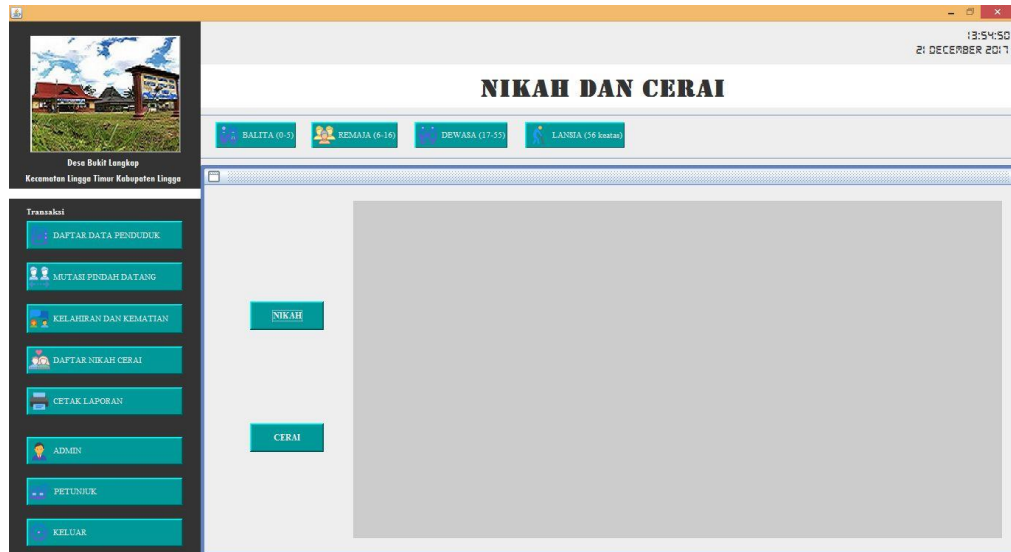 13:54:50
21 DECEMBER 2017
NIKAH DAN CERAI
BALITA (0-5)
REMAJA (6-16)
DEWASA (17-55)
LANSIA (56 keatas)
Desa Bukit Langkap
Kecamatan Lingga Timur Kabupaten Lingga
Transaksi
DAFTAR DATA PENDUDUK
MUTASI PINDAH DATANG
KELAHIRAN DAN KEMATIAN
DAFTAR NIKAH CERAI
CETAK LAPORAN
ADMIN
PETUNJUK
KELUAR
NIKAH
CERAI